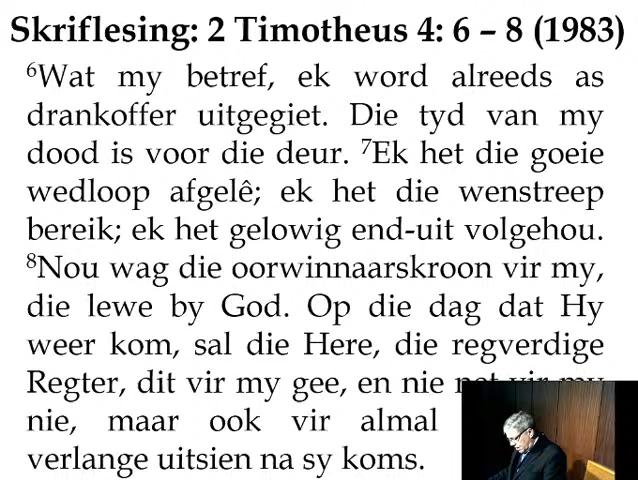 Skriflesing: 2 Timotheus 4: 6 – 8 (1983)
⁶Wat my betref, ek word alreeds as
drankoffer uitgegiet. Die tyd van my
dood is voor die deur. ⁷Ek het die goeie
wedloop afgelê; ek het die wenstreep
bereik; ek het gelowig end-uit volgehou.
⁸Nou wag die oorwinnaarskroon vir my,
die lewe by God. Op die dag dat Hy
weer kom, sal die Here, die regverdige
Regter, dit vir my gee, en nie net vir my
nie, maar ook vir almal
verlange uitsien na sy koms.